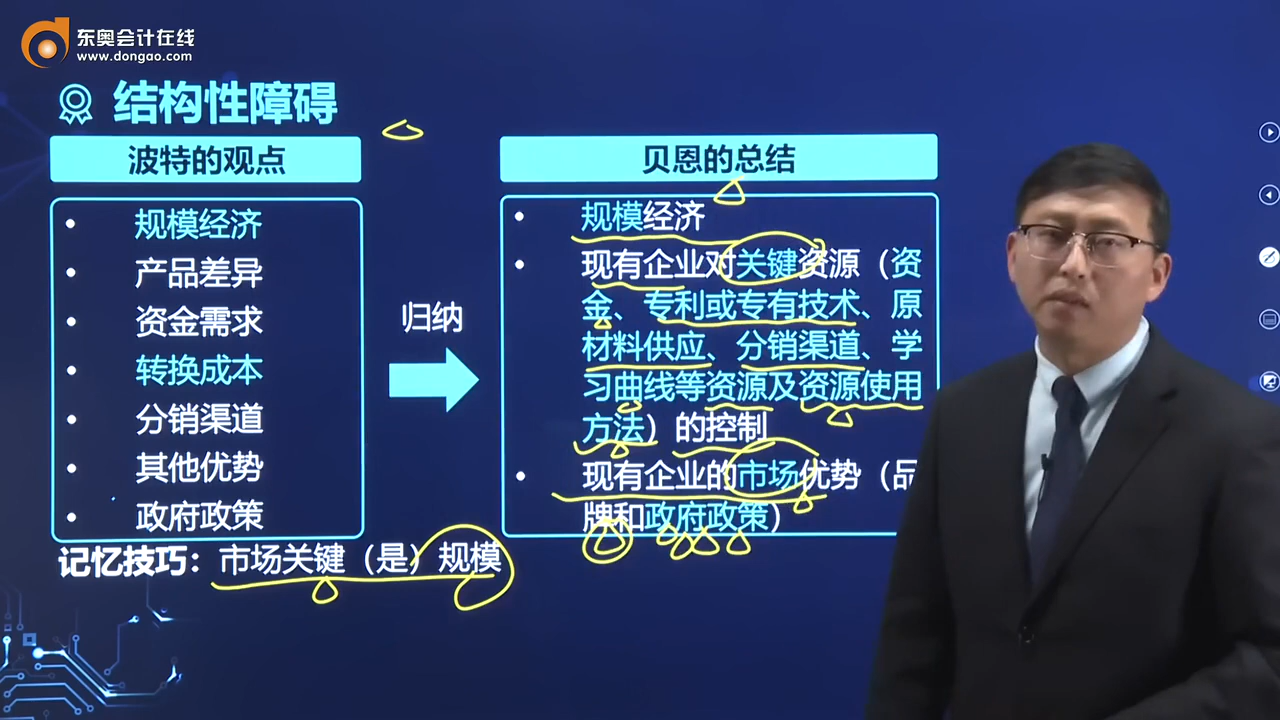 东奥会计在线
www.dongao.com
结构性障碍
波特的观点
• 规模经济
• 产品差异
• 资金需求
• 转换成本
• 分销渠道
• 其他优势
• 政府政策
归纳
贝恩的总结
• 规模经济
• 现有企业对关键资源（资
金、专利或专有技术、原
材料供应、分销渠道、学
习曲线等资源及资源使用
方法）的控制
• 现有企业的市场优势（品
牌和政府政策）
记忆技巧：市场关键（是）规模